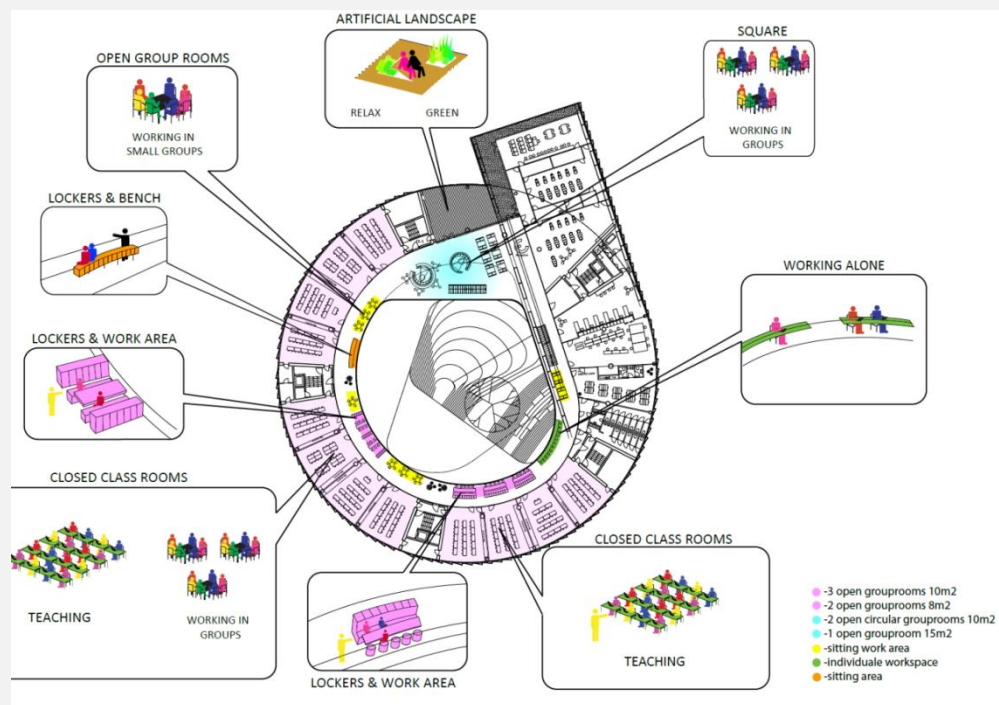 ARTIFICIAL LANDSCAPE
RELAX
GREEN
SQUARE
WORKING IN
GROUPS
OPEN GROUP ROOMS
WORKING IN
SMALL GROUPS
LOCKERS & BENCH
WORKING ALONE
LOCKERS & WORK AREA
CLOSED CLASS ROOMS
TEACHING
WORKING IN
GROUPS
LOCKERS & WORK AREA
CLOSED CLASS ROOMS
TEACHING
-3 open grouprooms 10m2
-2 open grouprooms 8m2
-2 open circular grouprooms 10m2
-1 open grouproom 15m2
-sitting work area
-individuale workspace
-sitting area